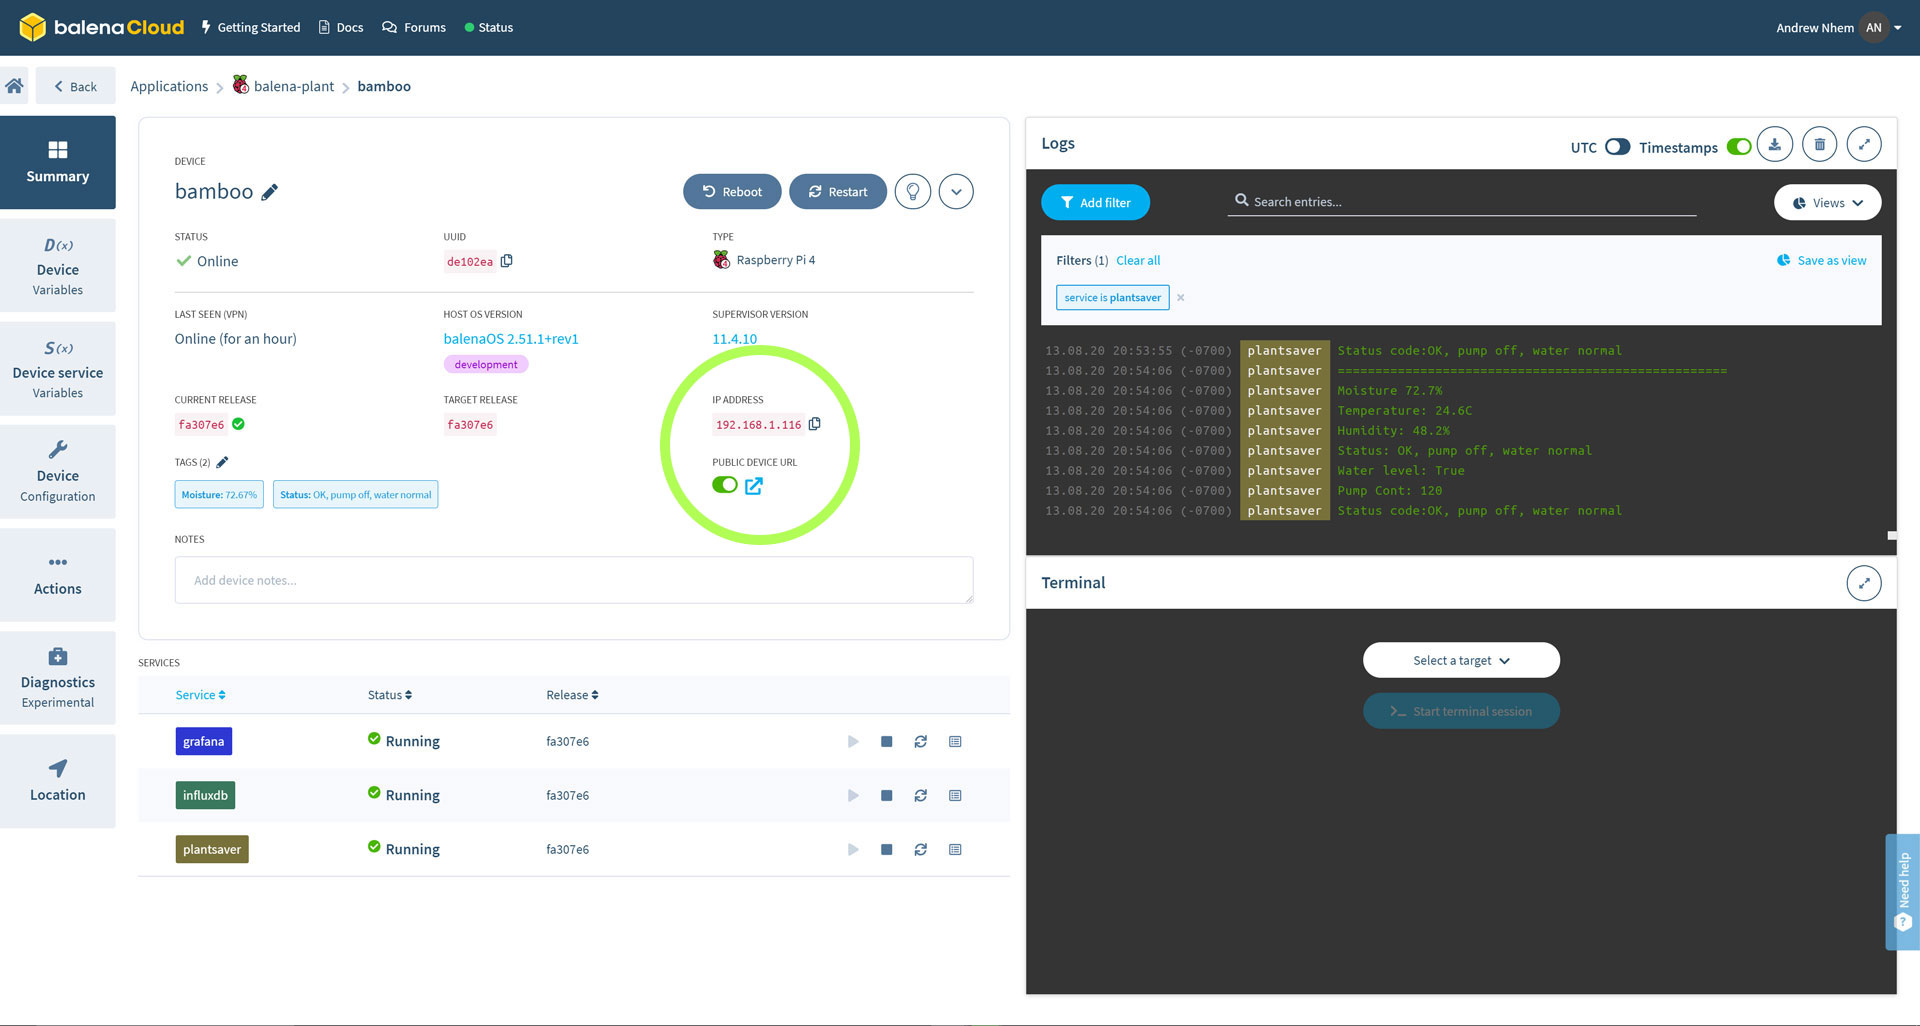 balenaCloud Getting Started Docs Forums Status Andrew Nhem AN
Back Applications balena-plant bamboo
Summary
D(x)
Device
Variables
S(x)
Device service
Variables
Device
Configuration
Actions
Diagnostics
Experimental
Location
DEVICE
bamboo
Reboot Restart
STATUS UUID TYPE
Online de102ea Raspberry Pi 4
LAST SEEN (VPN) HOST OS VERSION SUPERVISOR VERSION
Online (for an hour) balenaOS 2.51.1+rev1 11.4.10
development
CURRENT RELEASE TARGET RELEASE IP ADDRESS
fa307e6 fa307e6 192.168.1.116
TAGS (2) PUBLIC DEVICE URL
Moisture: 72.67% Status: OK, pump off, water normal
NOTES
Add device notes...
SERVICES
Service Status Release
grafana Running fa307e6
influxdb Running fa307e6
plantsaver Running fa307e6
Logs UTC Timestamps
Add filter Search entries... Views
Filters (1) Clear all Save as view
service is plantsaver ×
13.08.20 20:53:55 (-0700) plantsaver Status code:OK, pump off, water normal
13.08.20 20:54:06 (-0700) plantsaver ====================================================
13.08.20 20:54:06 (-0700) plantsaver Moisture 72.7%
13.08.20 20:54:06 (-0700) plantsaver Temperature: 24.6C
13.08.20 20:54:06 (-0700) plantsaver Humidity: 48.2%
13.08.20 20:54:06 (-0700) plantsaver Status: OK, pump off, water normal
13.08.20 20:54:06 (-0700) plantsaver Water level: True
13.08.20 20:54:06 (-0700) plantsaver Pump Cont: 120
13.08.20 20:54:06 (-0700) plantsaver Status code:OK, pump off, water normal
Terminal
Select a target
Start terminal session
Need help
?